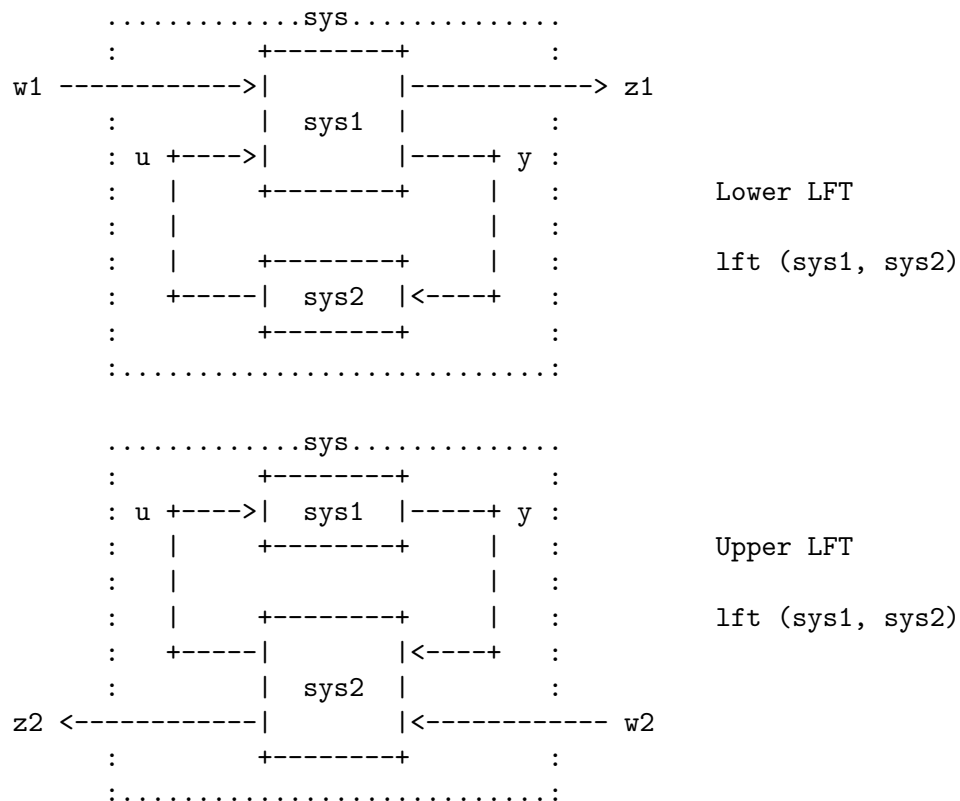 .............sys...............
:         +--------+          :
w1 ------------>|        |------------> z1
:         |  sys1  |          :
: u +---->|        |-----+ y :
:   |     +--------+     |   :          Lower LFT
:   |                    |   :
:   |     +--------+     |   :          lft (sys1, sys2)
:   +-----|  sys2  |<----+   :
:         +--------+          :
:.............................:
.............sys...............
:         +--------+          :
: u +---->|  sys1  |-----+ y :
:   |     +--------+     |   :          Upper LFT
:   |                    |   :
:   |     +--------+     |   :          lft (sys1, sys2)
:   +-----|        |<----+   :
:         |  sys2  |          :
z2 <------------|        |<------------ w2
:         +--------+          :
:.............................: